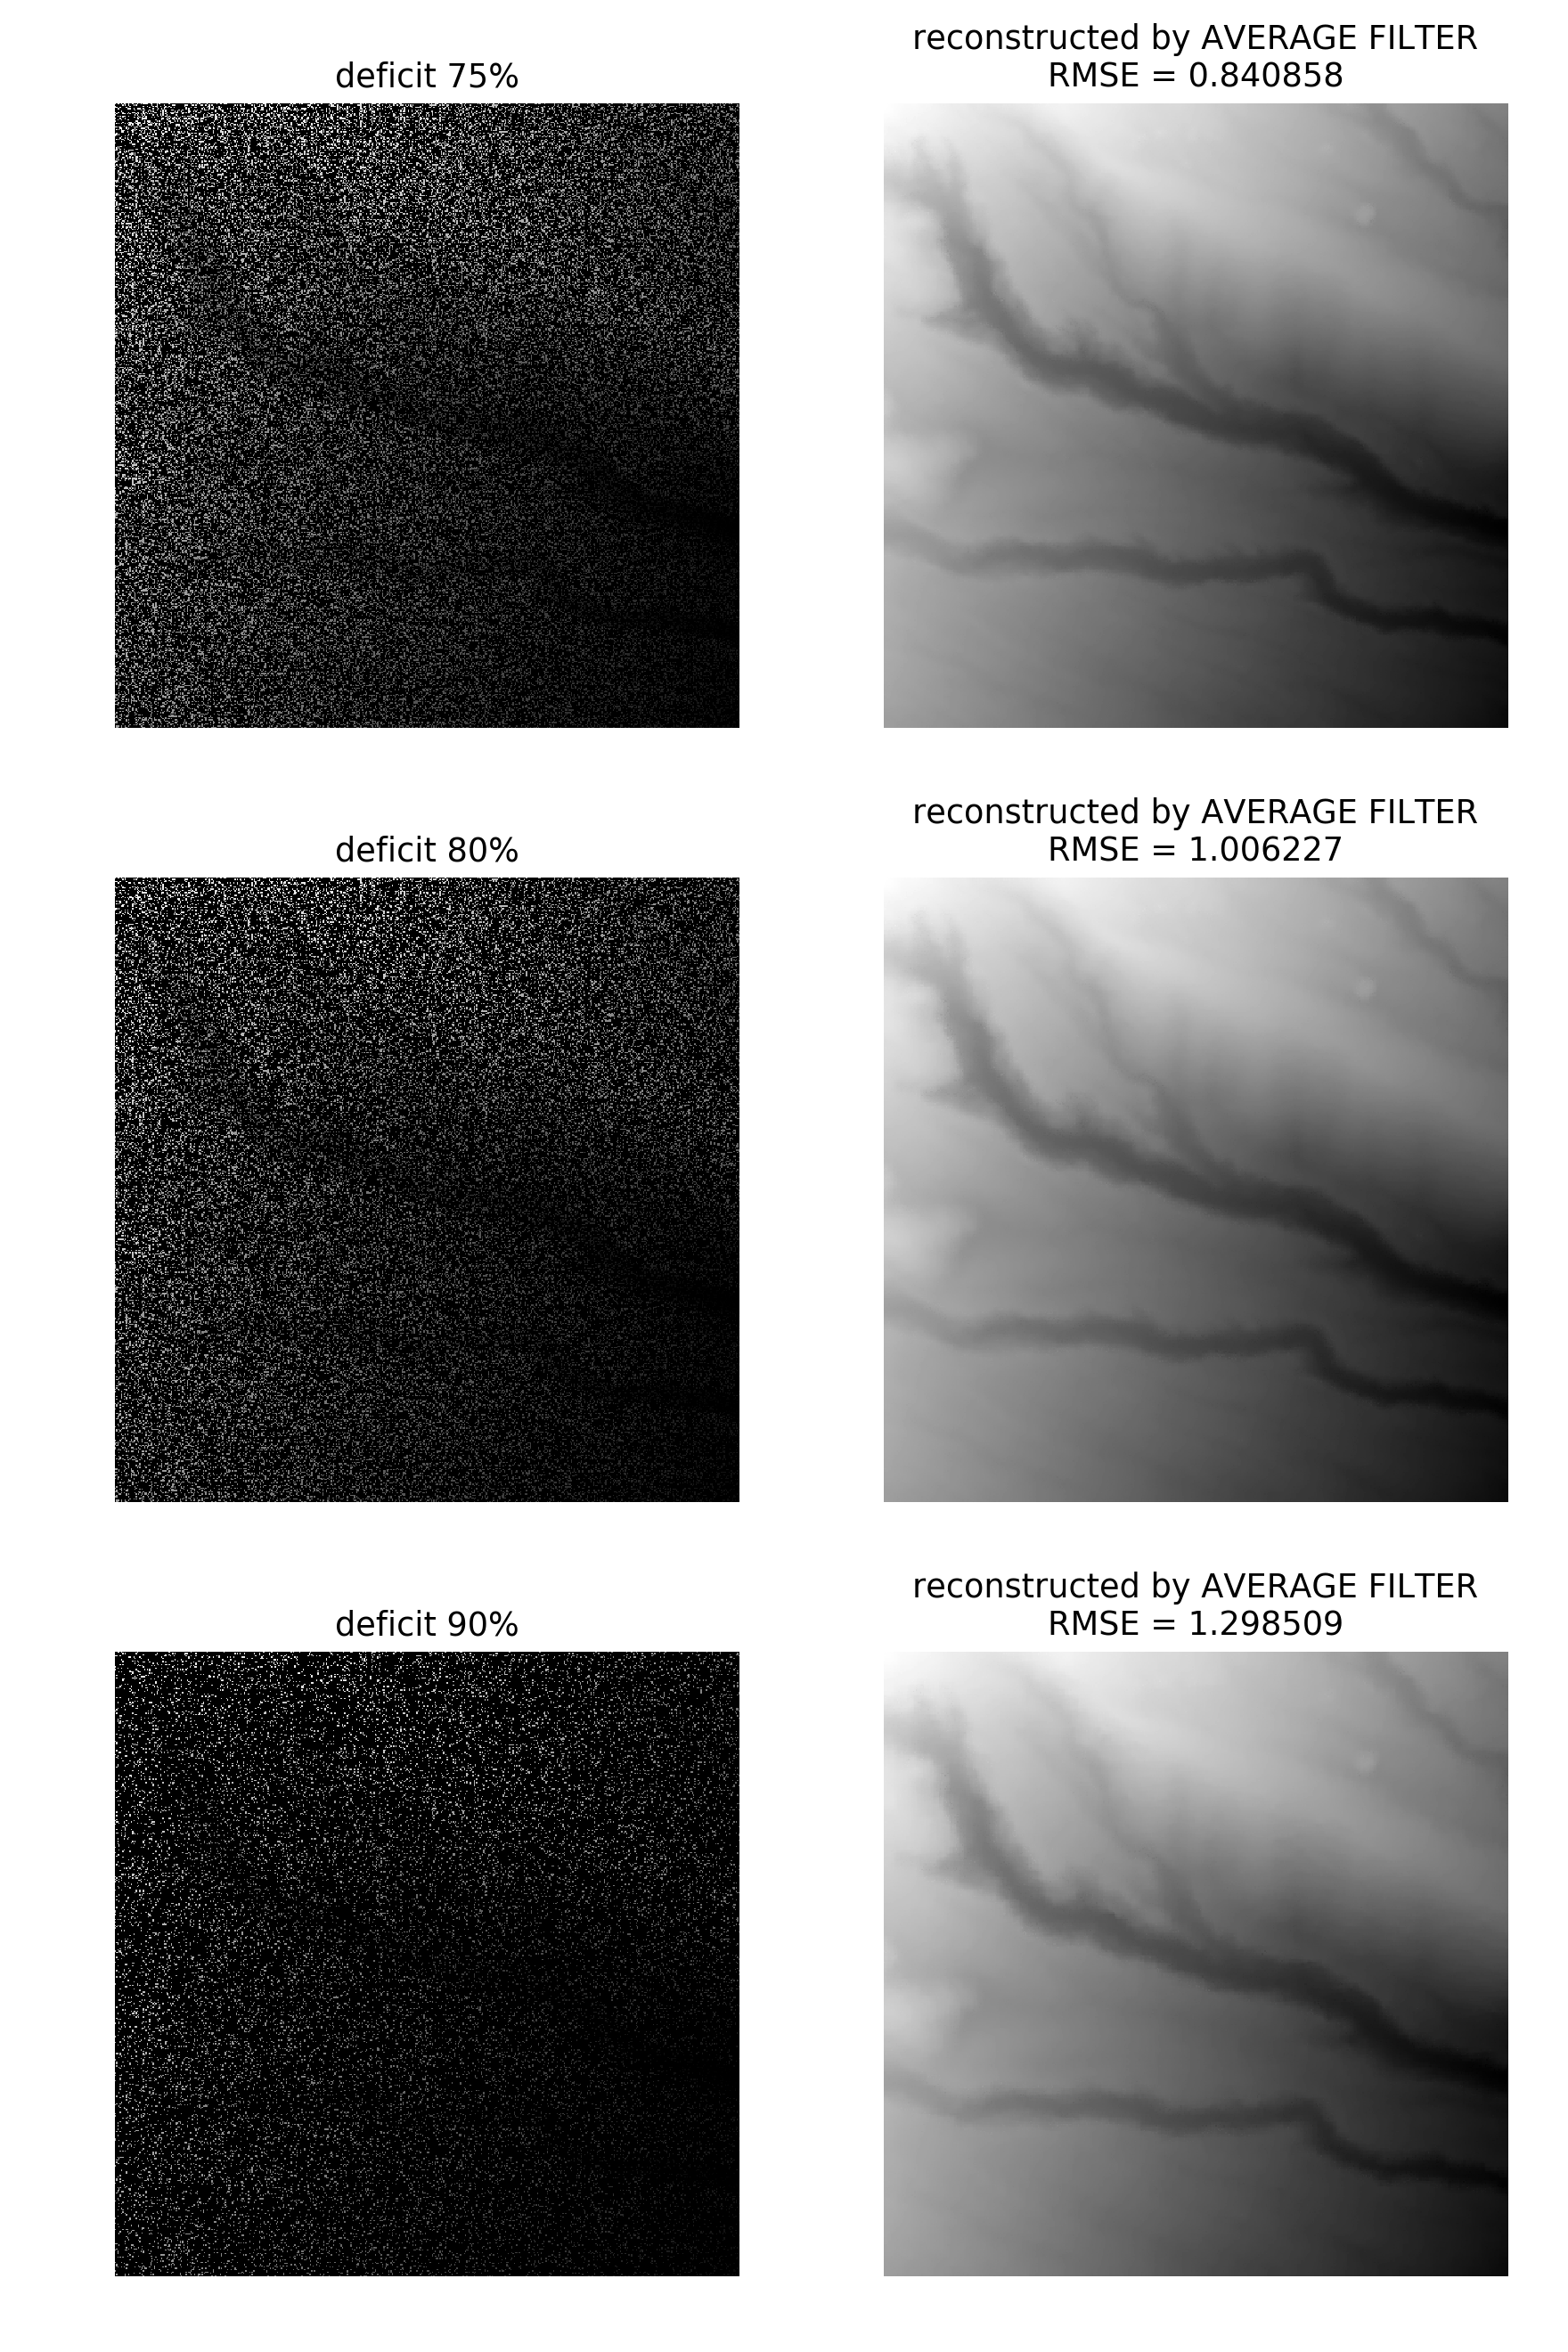 deficit 75%
reconstructed by AVERAGE FILTER
RMSE = 0.840858
deficit 80%
reconstructed by AVERAGE FILTER
RMSE = 1.006227
deficit 90%
reconstructed by AVERAGE FILTER
RMSE = 1.298509